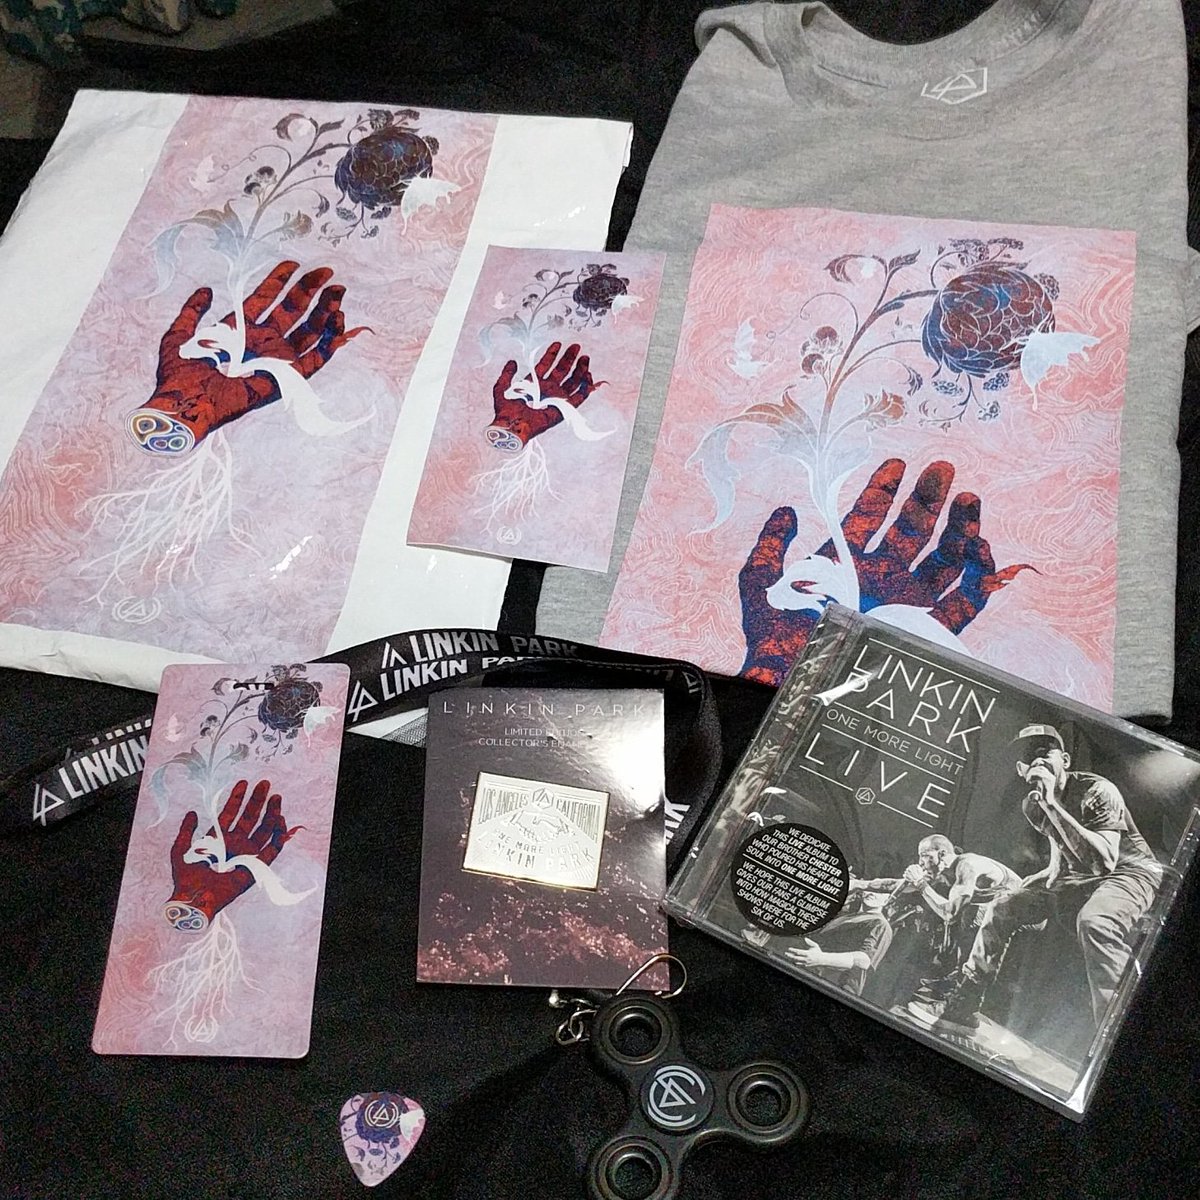 LINKIN PARK
LINKIN PARK
LINKIN
LINKIN PARK
LIMITED EDITION
COLLECTOR'S
LOS ANGELES CALIFORNIA
ONE MORE LIGHT
LINKIN PARK
LINKIN
PARK
ONE MORE LIGHT
LIVE
WE DEDICATE
THIS LIVE ALBUM TO
OUR BROTHER CHESTER
WHO POURED HIS HEART AND
SOUL INTO ONE MORE LIGHT
WE HOPE THIS LIVE ALBUM
GIVES OUR FANS A GLIMPSE
INTO HOW MAGICAL THESE
SHOWS WERE FOR THE
SIX OF US.